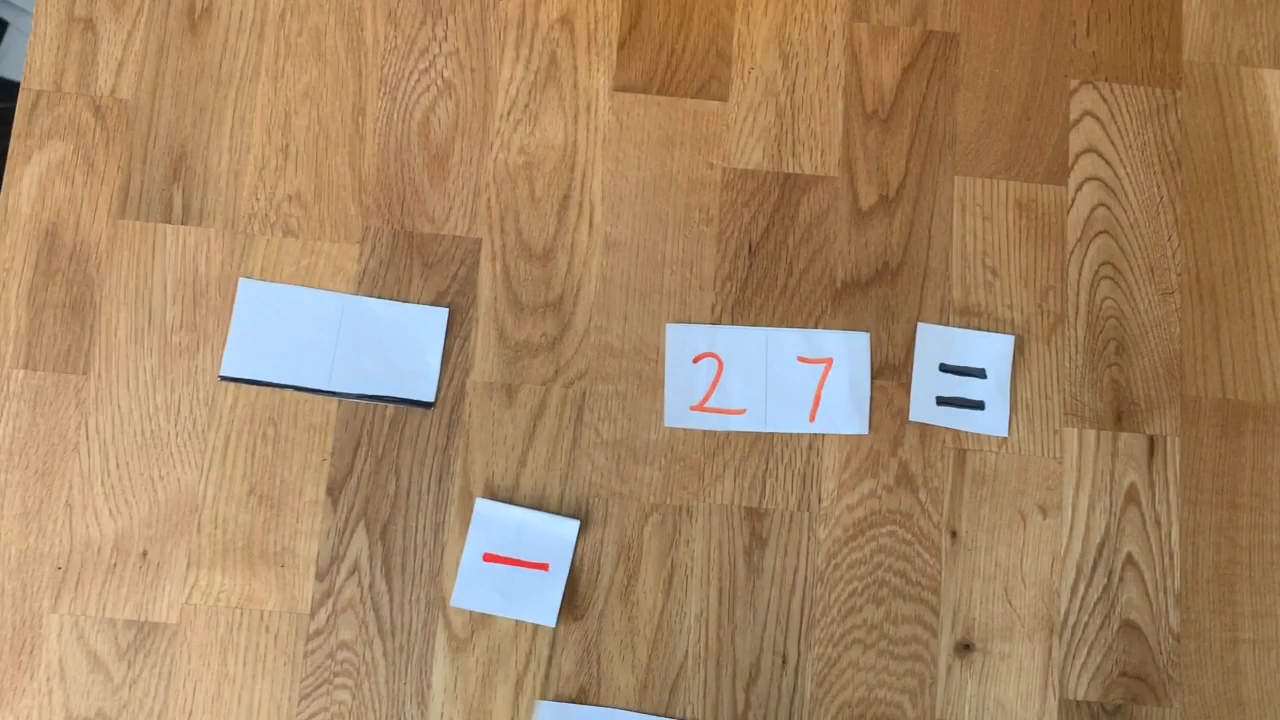 27 =
−